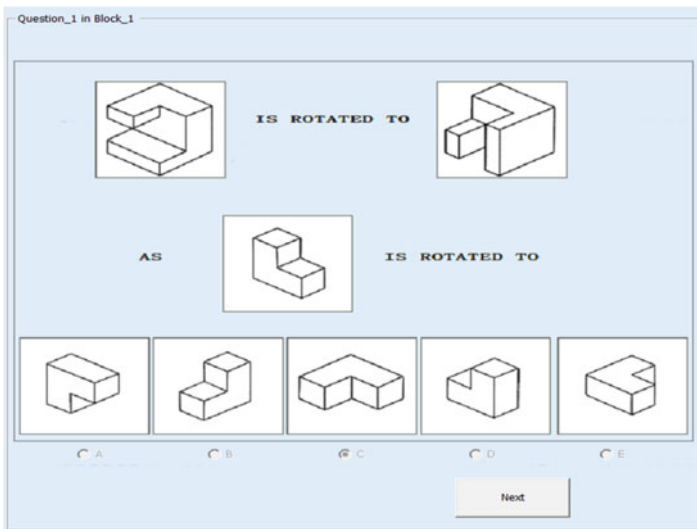 Question_1 in Block_1
IS ROTATED TO
AS IS ROTATED TO
A B C D E
Next